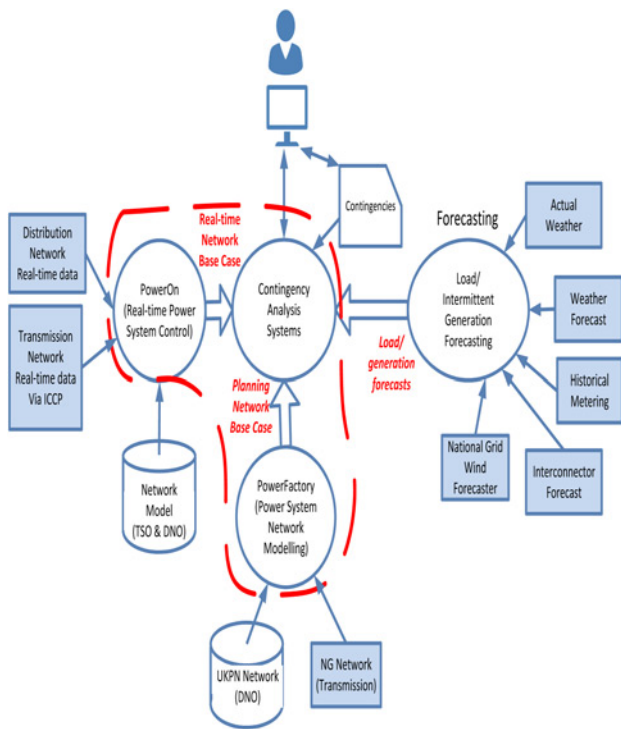 Contingencies
Real-time
Network
Base Case
Forecasting
Actual
Weather
Distribution
Network
Real-time data
PowerOn
(Real-time Power
System Control)
Contingency
Analysis
Systems
Load/
Intermittent
Generation
Forecasting
Weather
Forecast
Transmission
Network
Real-time data
Via ICCP
Load/
generation
forecasts
Historical
Metering
Planning
Network
Base Case
National Grid
Wind
Forecaster
Interconnector
Forecast
Network
Model
(TSO & DNO)
PowerFactory
(Power System
Network
Modelling)
UKPN Network
(DNO)
NG Network
(Transmission)